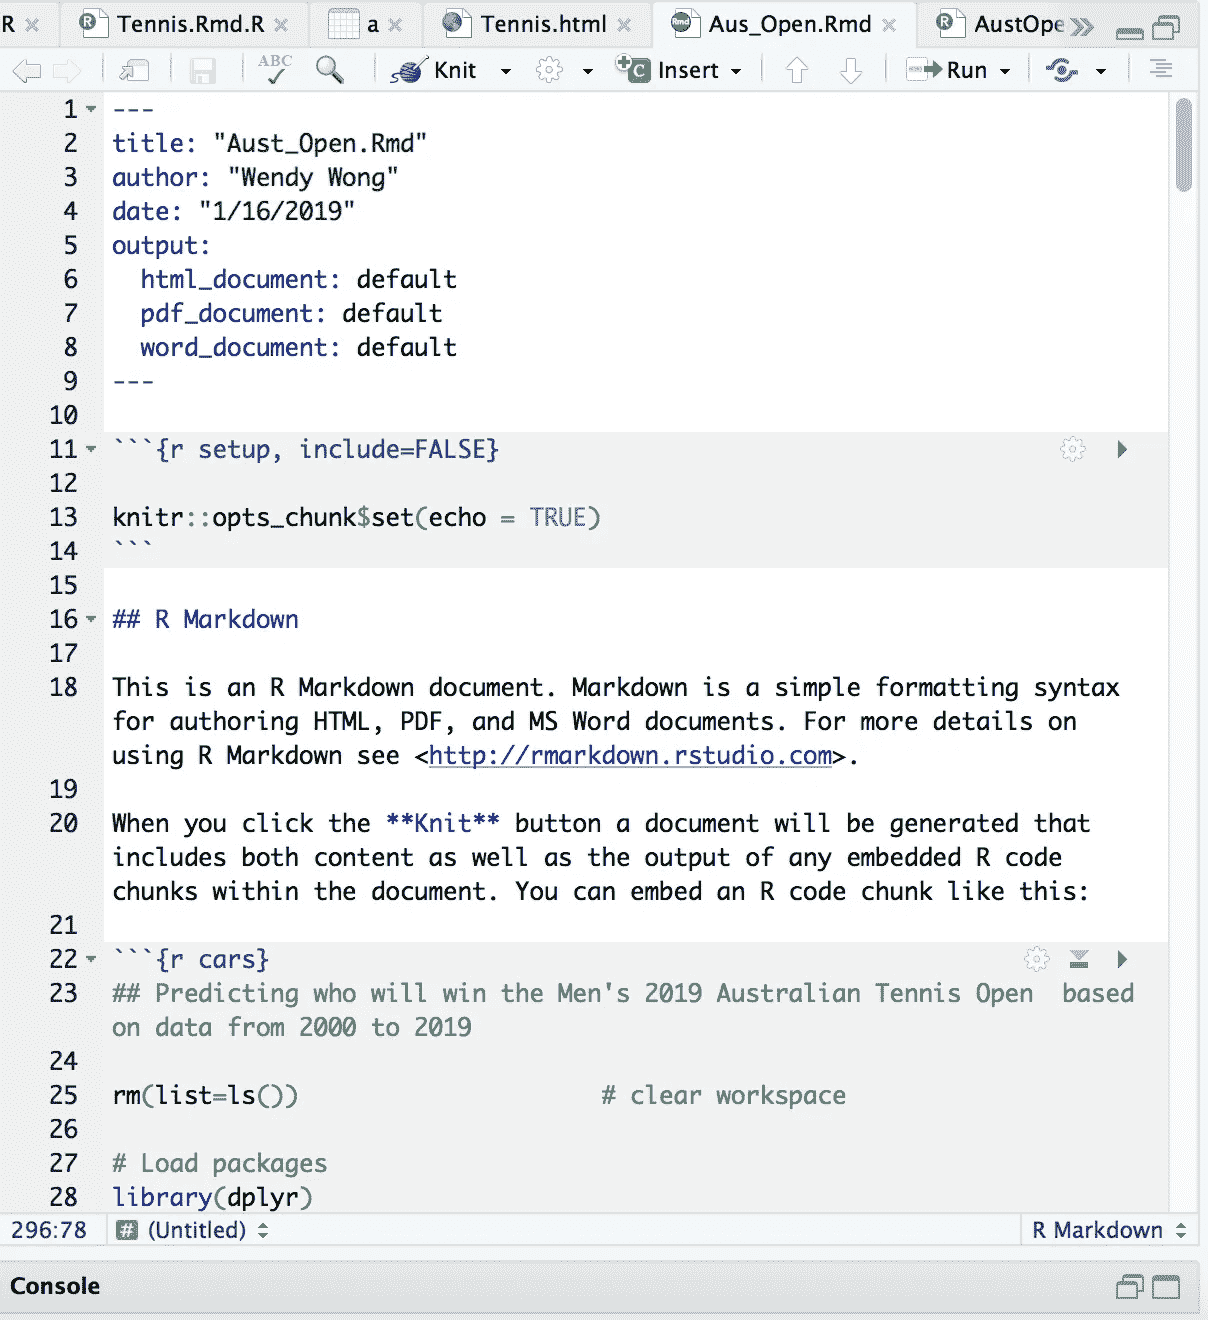 R Tennis.Rmd.R a Tennis.html Aus_Open.Rmd AustOpe
ABC Knit Insert Run
1 ---
2 title: "Aust_Open.Rmd"
3 author: "Wendy Wong"
4 date: "1/16/2019"
5 output:
6 html_document: default
7 pdf_document: default
8 word_document: default
9 ---
10
11 ```{r setup, include=FALSE}
12
13 knitr::opts_chunk$set(echo = TRUE)
14 ```
15
16 ## R Markdown
17
18 This is an R Markdown document. Markdown is a simple formatting syntax
for authoring HTML, PDF, and MS Word documents. For more details on
using R Markdown see <http://rmarkdown.rstudio.com>.
19
20 When you click the **Knit** button a document will be generated that
includes both content as well as the output of any embedded R code
chunks within the document. You can embed an R code chunk like this:
21
22 ```{r cars}
23 ## Predicting who will win the Men's 2019 Australian Tennis Open  based
on data from 2000 to 2019
24
25 rm(list=ls()) # clear workspace
26
27 # Load packages
28 library(dplyr)
296:78 # (Untitled) R Markdown
Console